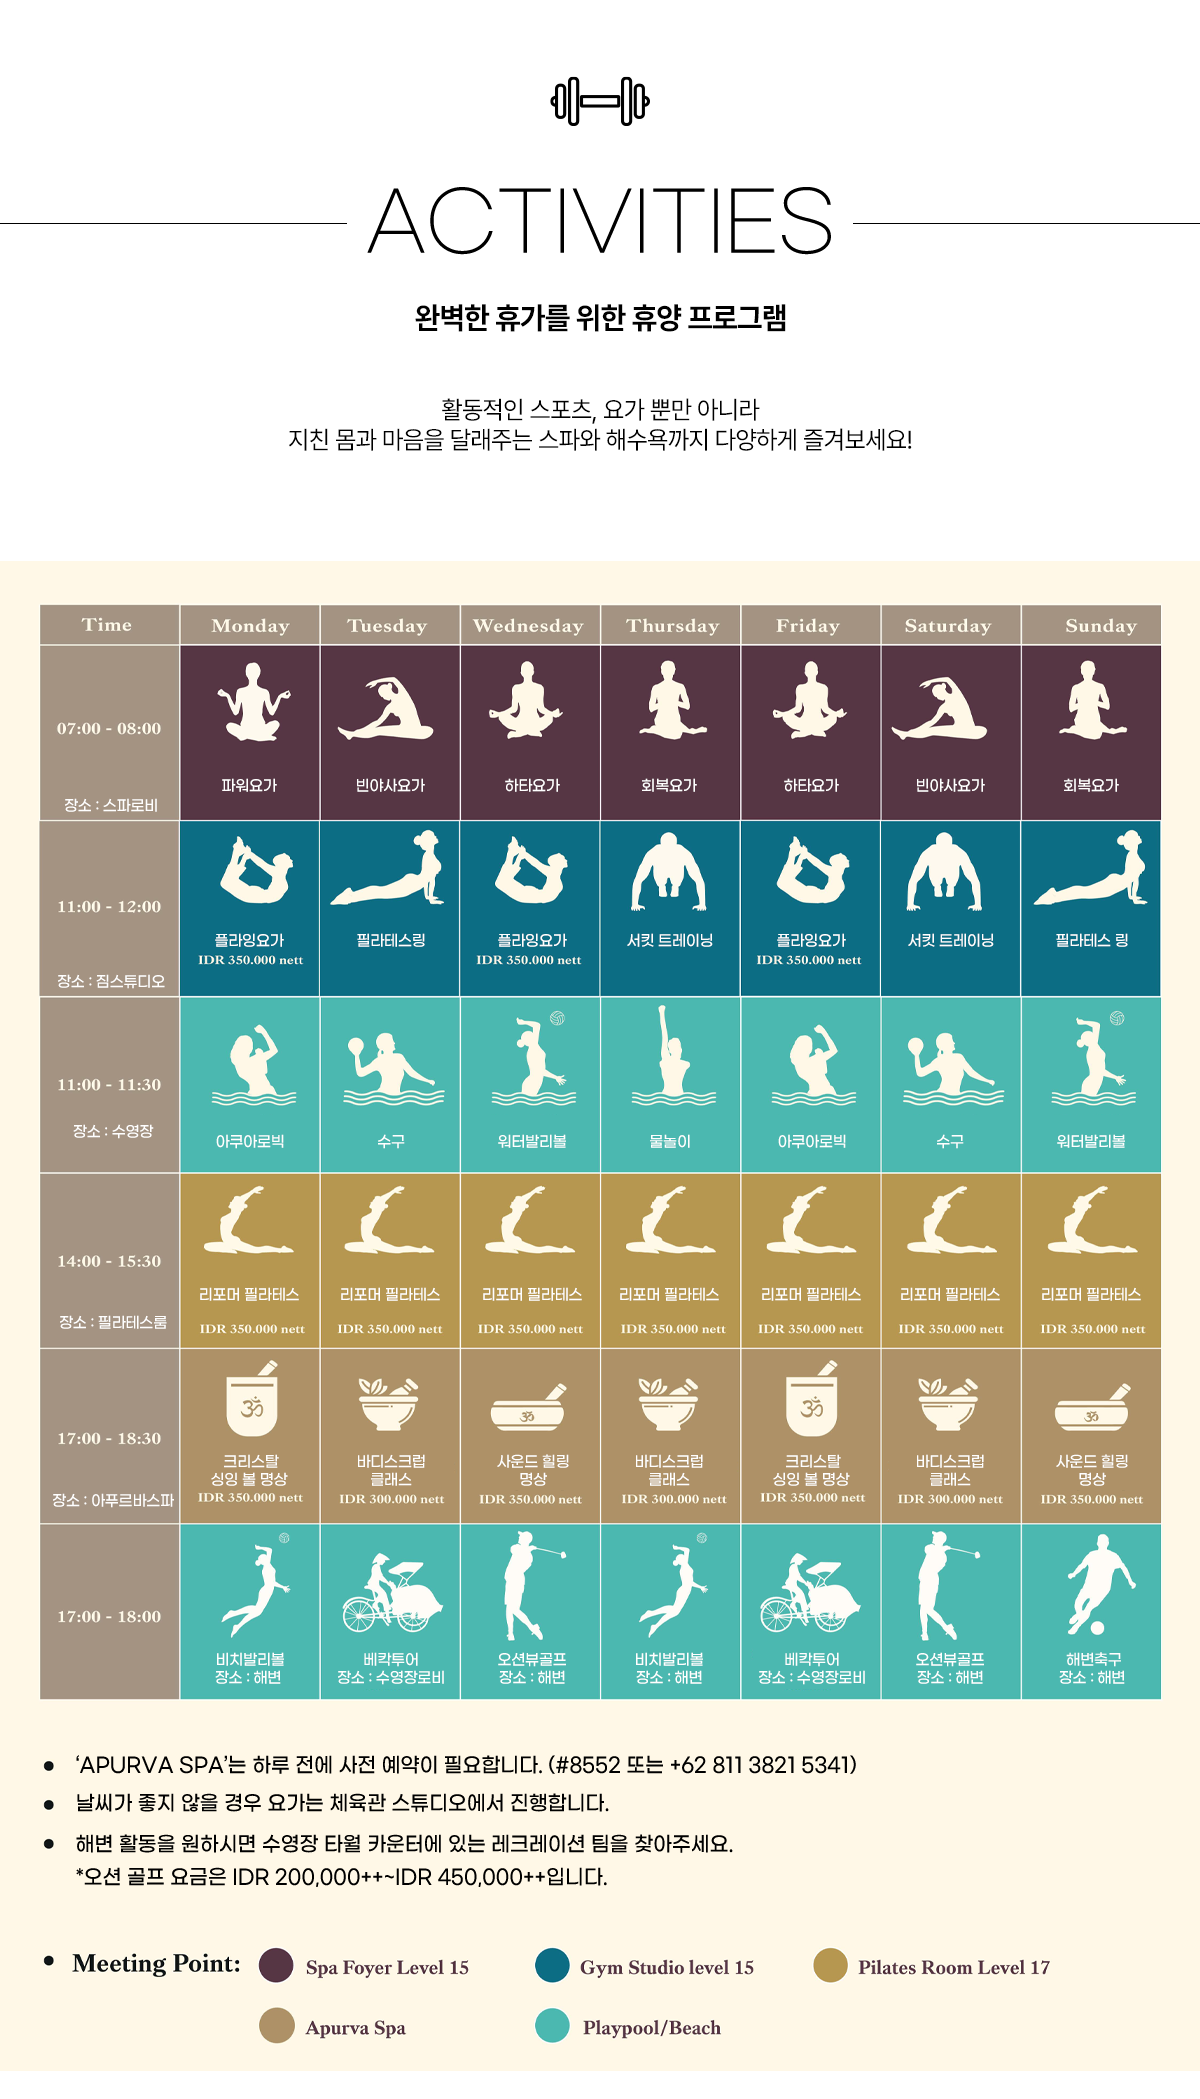 ACTIVITIES
완벽한 휴가를 위한 휴양 프로그램
활동적인 스포츠, 요가 뿐만 아니라
지친 몸과 마음을 달래주는 스파와 해수욕까지 다양하게 즐겨보세요!
Time Monday Tuesday Wednesday Thursday Friday Saturday Sunday
07:00 - 08:00
장소 : 스파로비
파워요가 빈야사요가 하타요가 회복요가 하타요가 빈야사요가 회복요가
11:00 - 12:00
장소 : 짐스튜디오
플라잉요가 필라테스링 플라잉요가 서킷 트레이닝 플라잉요가 서킷 트레이닝 필라테스 링
IDR 350.000 nett IDR 350.000 nett IDR 350.000 nett
11:00 - 11:30
장소 : 수영장
아쿠아로빅 수구 워터발리볼 물놀이 아쿠아로빅 수구 워터발리볼
14:00 - 15:30
장소 : 필라테스룸
리포머 필라테스 리포머 필라테스 리포머 필라테스 리포머 필라테스 리포머 필라테스 리포머 필라테스 리포머 필라테스
IDR 350.000 nett IDR 350.000 nett IDR 350.000 nett IDR 350.000 nett IDR 350.000 nett IDR 350.000 nett IDR 350.000 nett
17:00 - 18:30
장소 : 아푸르바스파
크리스탈 바디스크럽 사운드 힐링 바디스크럽 크리스탈 바디스크럽 사운드 힐링
싱잉 볼 명상 클래스 명상 클래스 싱잉 볼 명상 클래스 명상
IDR 350.000 nett IDR 300.000 nett IDR 350.000 nett IDR 300.000 nett IDR 350.000 nett IDR 300.000 nett IDR 350.000 nett
17:00 - 18:00
비치발리볼 베칵투어 오션뷰골프 비치발리볼 베칵투어 오션뷰골프 해변축구
장소 : 해변 장소 : 수영장로비 장소 : 해변 장소 : 해변 장소 : 수영장로비 장소 : 해변 장소 : 해변
● ‘APURVA SPA’는 하루 전에 사전 예약이 필요합니다. (#8552 또는 +62 811 3821 5341)
● 날씨가 좋지 않을 경우 요가는 체육관 스튜디오에서 진행합니다.
● 해변 활동을 원하시면 수영장 타월 카운터에 있는 레크레이션 팀을 찾아주세요.
*오션 골프 요금은 IDR 200,000++~IDR 450,000++입니다.
● Meeting Point: Spa Foyer Level 15 Gym Studio level 15 Pilates Room Level 17
Apurva Spa Playpool/Beach